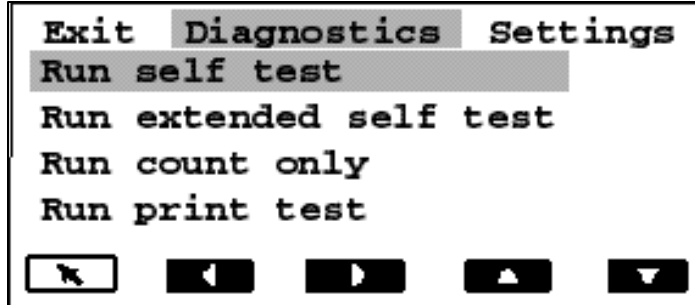 Exit Diagnostics Settings
Run self test
Run extended self test
Run count only
Run print test